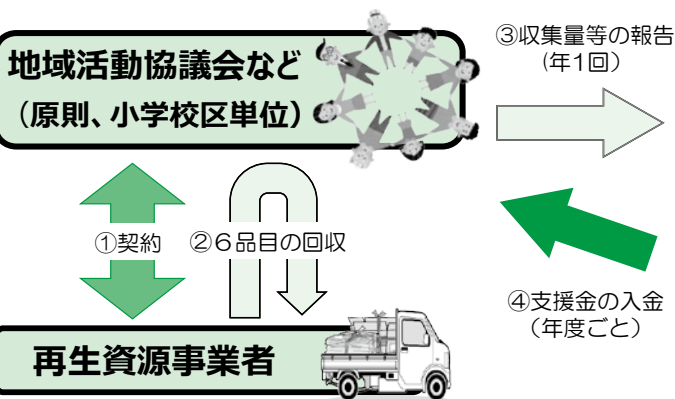 地域活動協議会など
（原則、小学校区単位）
③収集量等の報告
（年1回）
①契約
②６品目の回収
④支援金の入金
（年度ごと）
再生資源事業者